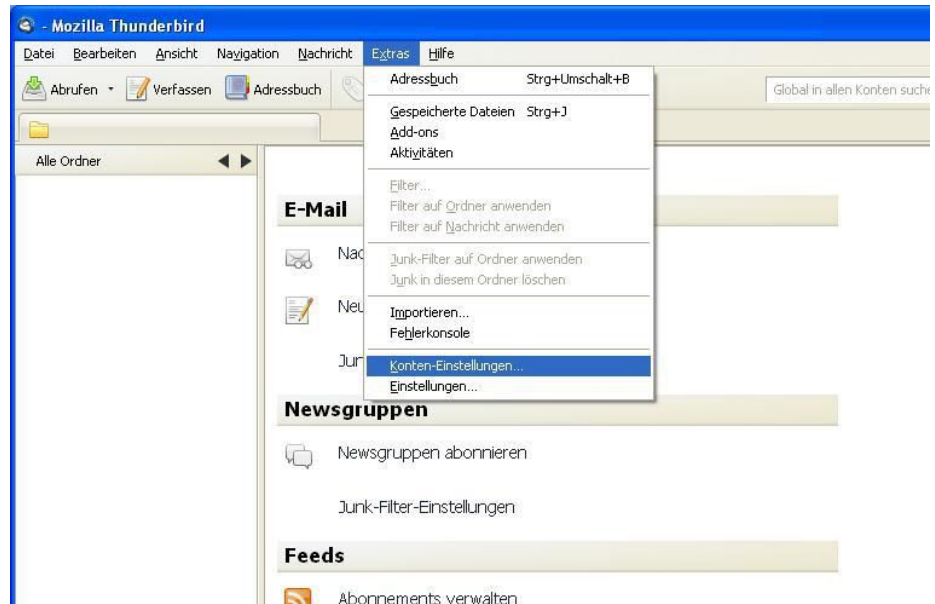 - Mozilla Thunderbird
Datei Bearbeiten Ansicht Navigation Nachricht Extras Hilfe
Abrufen Verfassen Adressbuch
Global in allen Konten suche
Alle Ordner
Adressbuch Strg+Umschalt+B
Gespeicherte Dateien Strg+J
Add-ons
Aktivitäten
Filter...
Filter auf Ordner anwenden
Filter auf Nachricht anwenden
Junk-Filter auf Ordner anwenden
Junk in diesem Ordner löschen
Importieren...
Fehlerkonsole
Konten-Einstellungen...
Einstellungen...
E-Mail
Nac
Neu
Jun
Newsgruppen
Newsgruppen abonnieren
Junk-Filter-Einstellungen
Feeds
Abonnements verwalten